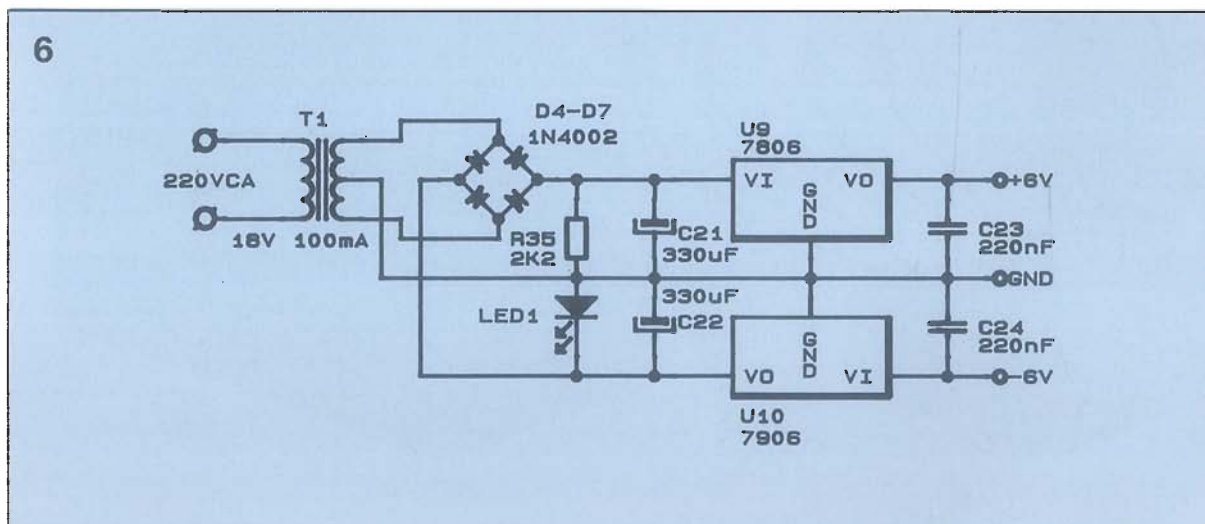 6
T1
D4-D7
1N4002
220VCA
18V 100mA
U9
7806
VI
VO
GND
+6V
R35
2K2
C21
330uF
C23
220nF
GND
330uF
C22
LED1
GND
C24
220nF
VO
VI
-6V
U10
7906